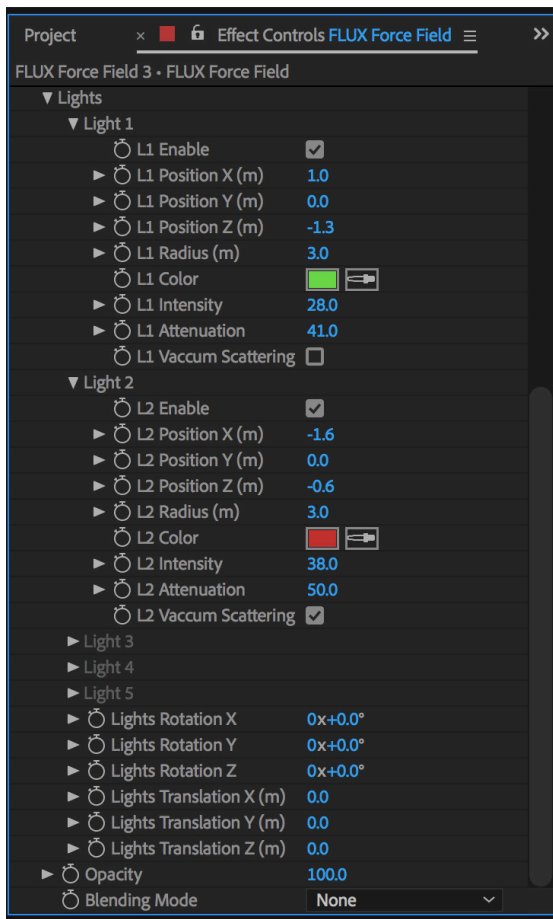 Project × Effect Controls FLUX Force Field ≡ »
FLUX Force Field 3 • FLUX Force Field
Lights
Light 1
L1 Enable
L1 Position X (m) 1.0
L1 Position Y (m) 0.0
L1 Position Z (m) -1.3
L1 Radius (m) 3.0
L1 Color
L1 Intensity 28.0
L1 Attenuation 41.0
L1 Vaccum Scattering
Light 2
L2 Enable
L2 Position X (m) -1.6
L2 Position Y (m) 0.0
L2 Position Z (m) -0.6
L2 Radius (m) 3.0
L2 Color
L2 Intensity 38.0
L2 Attenuation 50.0
L2 Vaccum Scattering
Light 3
Light 4
Light 5
Lights Rotation X 0x+0.0°
Lights Rotation Y 0x+0.0°
Lights Rotation Z 0x+0.0°
Lights Translation X (m) 0.0
Lights Translation Y (m) 0.0
Lights Translation Z (m) 0.0
Opacity 100.0
Blending Mode None